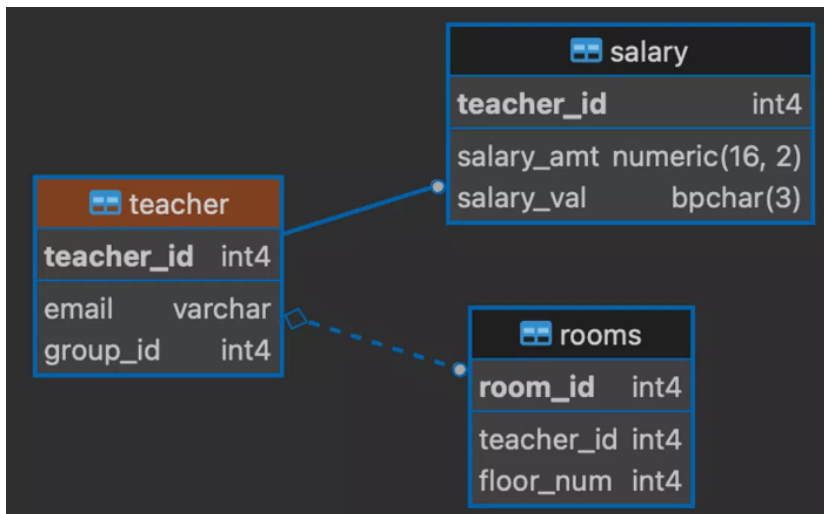 salary
teacher_id int4
salary_amt numeric(16, 2)
salary_val bpchar(3)
teacher
teacher_id int4
email varchar
group_id int4
rooms
room_id int4
teacher_id int4
floor_num int4